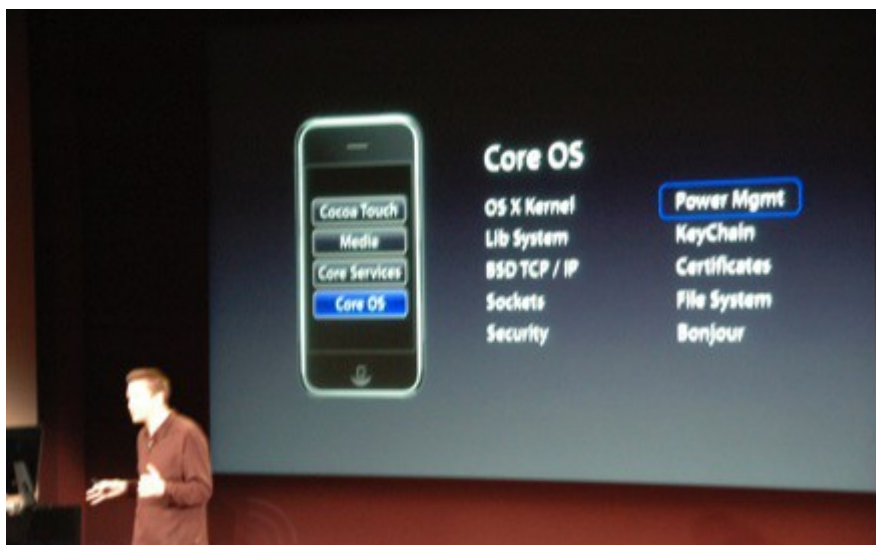 Cocoa Touch
Media
Core Services
Core OS
Core OS
OS X Kernel
Lib System
BSD TCP / IP
Sockets
Security
Power Mgmt
KeyChain
Certificates
File System
Bonjour